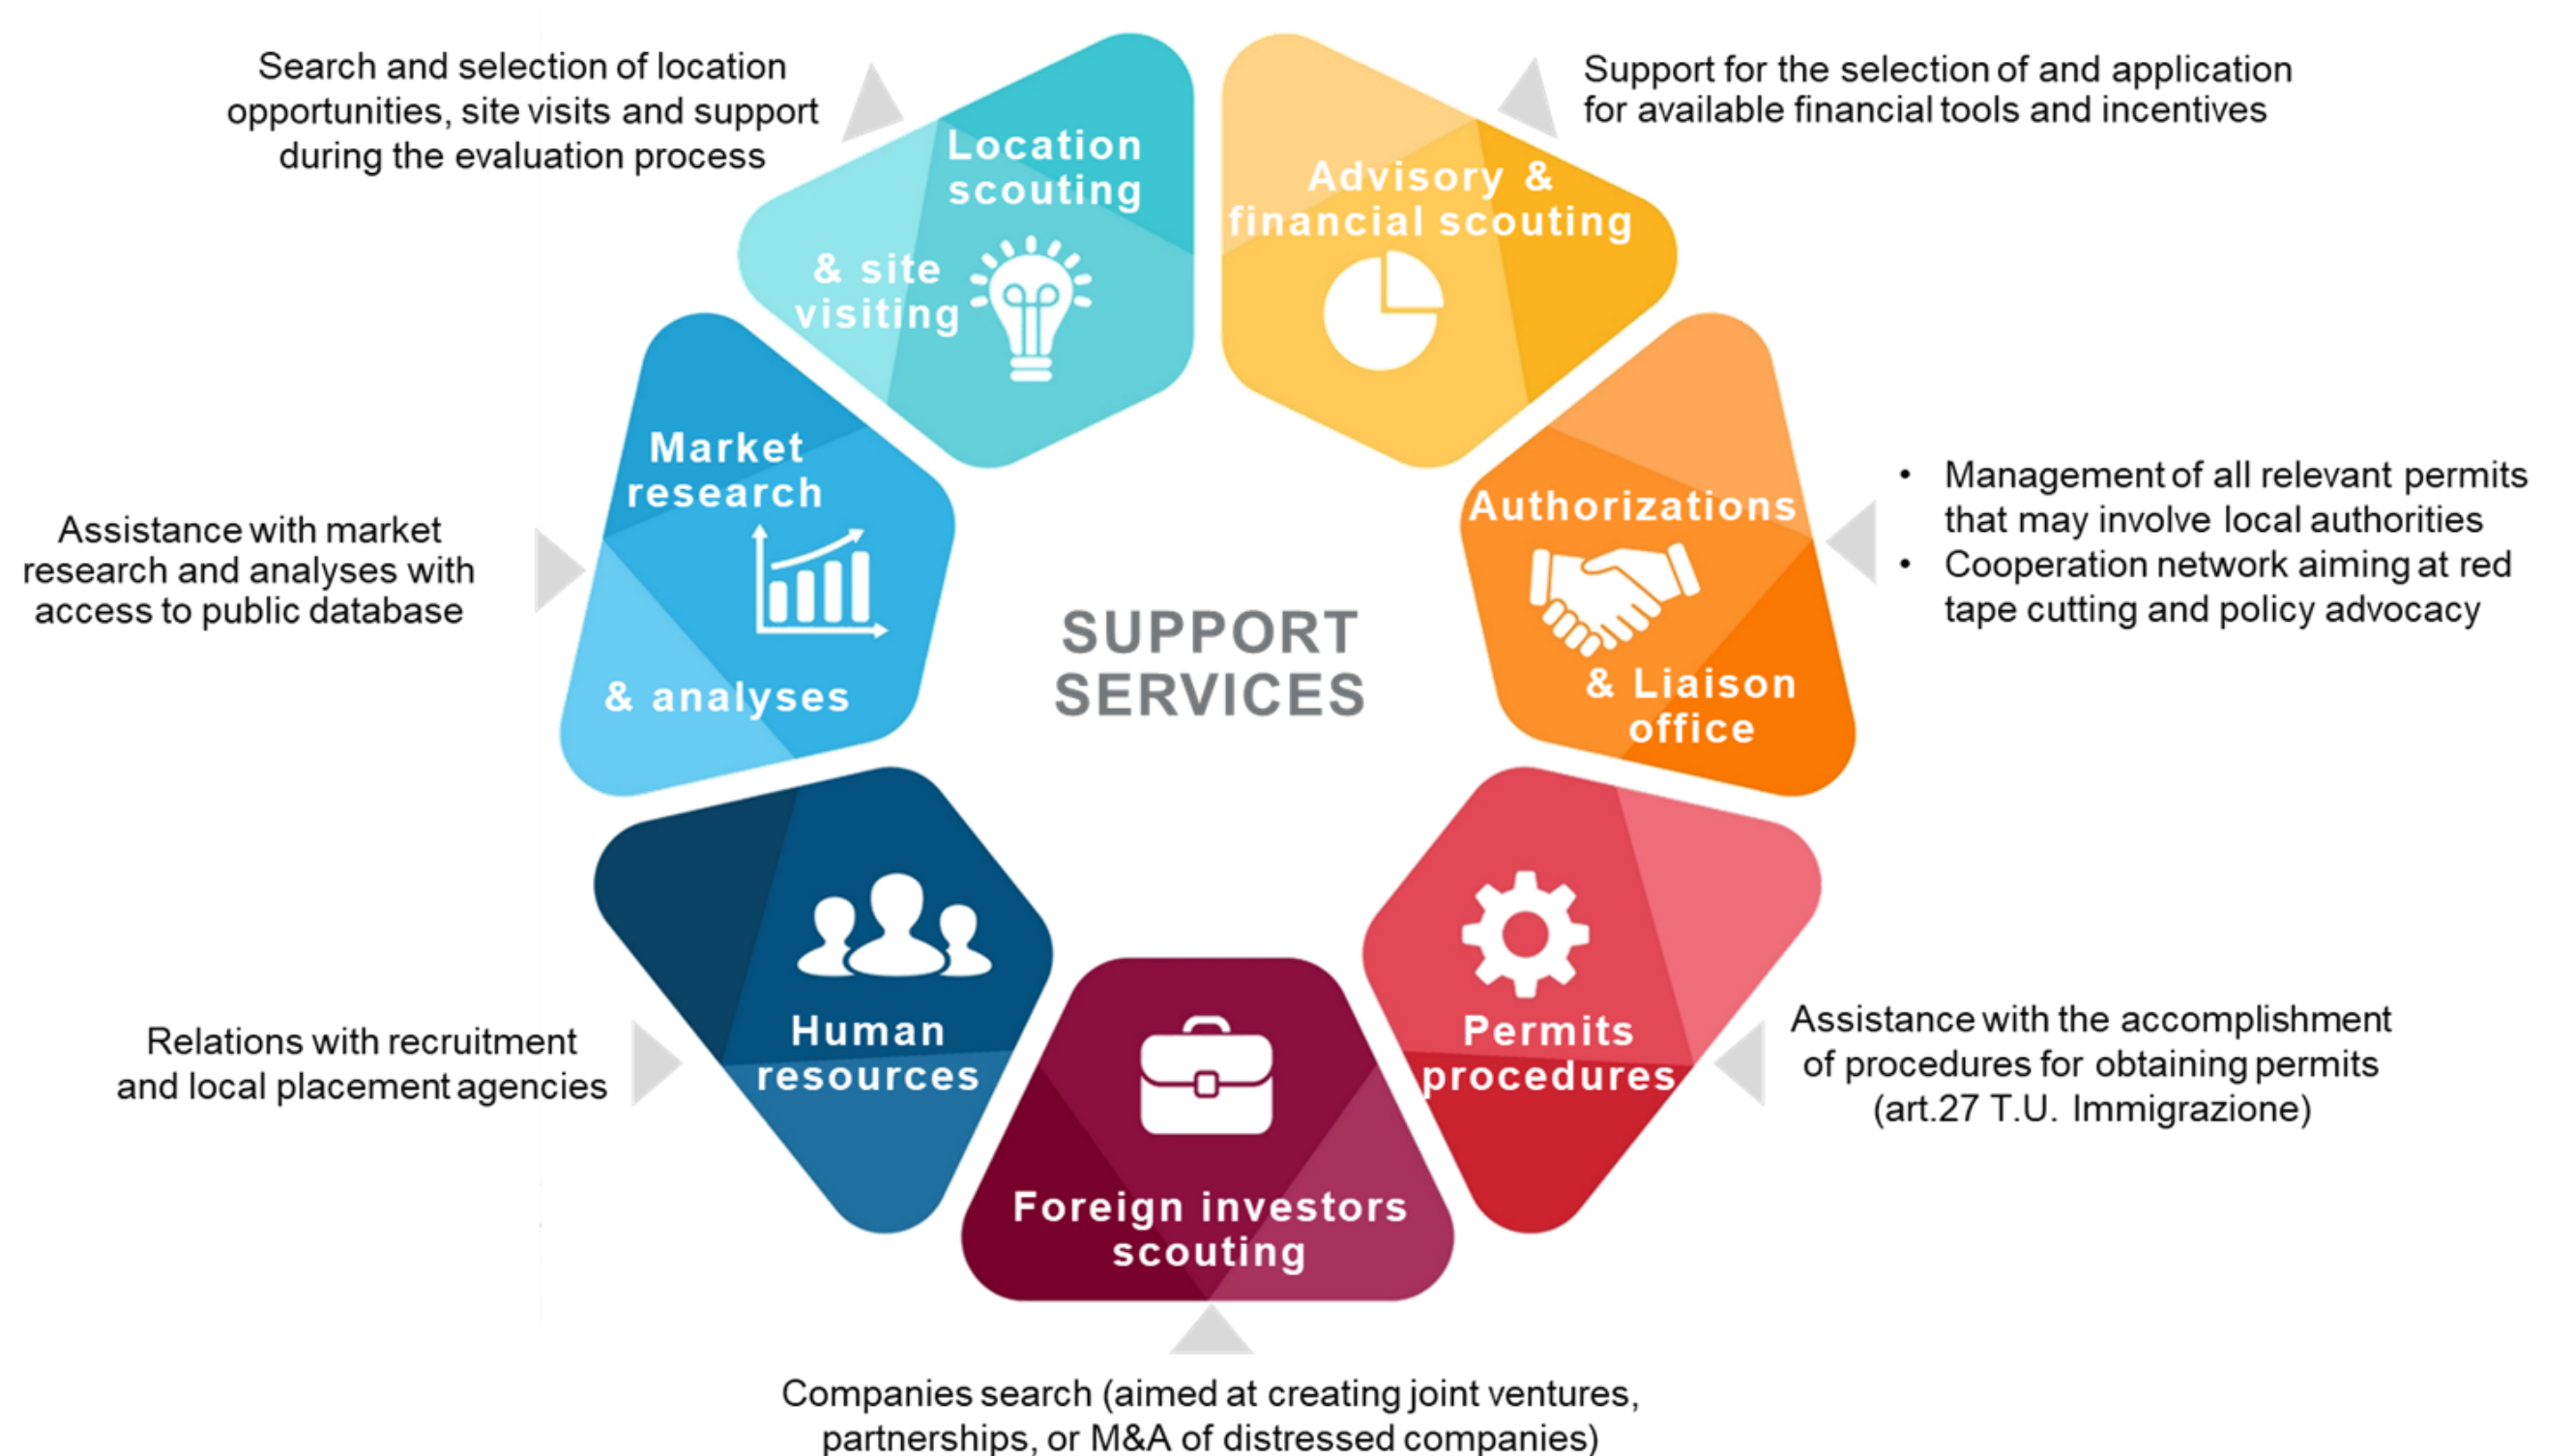 Search and selection of location
opportunities, site visits and support
during the evaluation process
Location
scouting
& site
visiting
Support for the selection of and application
for available financial tools and incentives
Advisory &
financial scouting
Assistance with market
research and analyses with
access to public database
Market
research
& analyses
SUPPORT
SERVICES
Authorizations
& Liaison
office
• Management of all relevant permits
that may involve local authorities
• Cooperation network aiming at red
tape cutting and policy advocacy
Relations with recruitment
and local placement agencies
Human
resources
Permits
procedures
Assistance with the accomplishment
of procedures for obtaining permits
(art.27 T.U. Immigrazione)
Foreign investors
scouting
Companies search (aimed at creating joint ventures,
partnerships, or M&A of distressed companies)